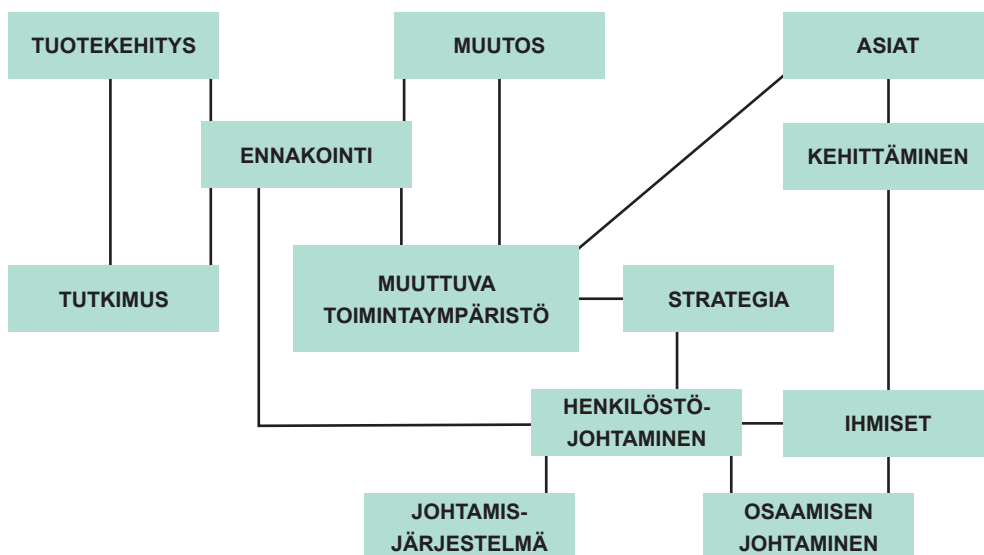 TUOTEKEHITYS
MUUTOS
ASIAT
ENNAKOINTI
KEHITTÄMINEN
TUTKIMUS
MUUTTUVA
TOIMINTAYMPÄRISTÖ
STRATEGIA
HENKILÖSTÖ-
JOHTAMINEN
IHMISET
JOHTAMIS-
JÄRJESTELMÄ
OSAAMISEN
JOHTAMINEN